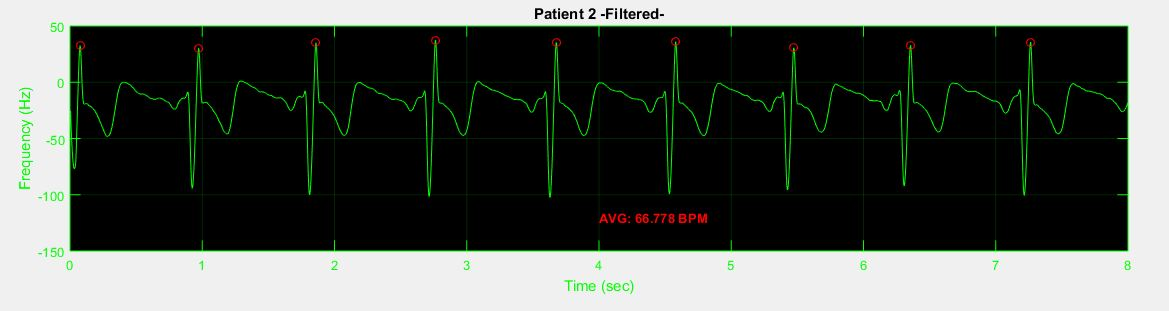 Patient 2 -Filtered-
50
0
-50
-100
-150
Frequency (Hz)
AVG: 66.778 BPM
0 1 2 3 4 5 6 7 8
Time (sec)